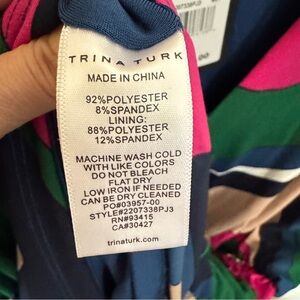 TRINA TURK
MADE IN CHINA
92%POLYESTER
8%SPANDEX
LINING:
88%POLYESTER
12%SPANDEX
MACHINE WASH COLD
WITH LIKE COLORS
DO NOT BLEACH
FLAT DRY
LOW IRON IF NEEDED
CAN BE DRY CLEANED
PO#03957-00
STYLE#2207338PJ3
RN#93415
CA#30427
trinaturk.com